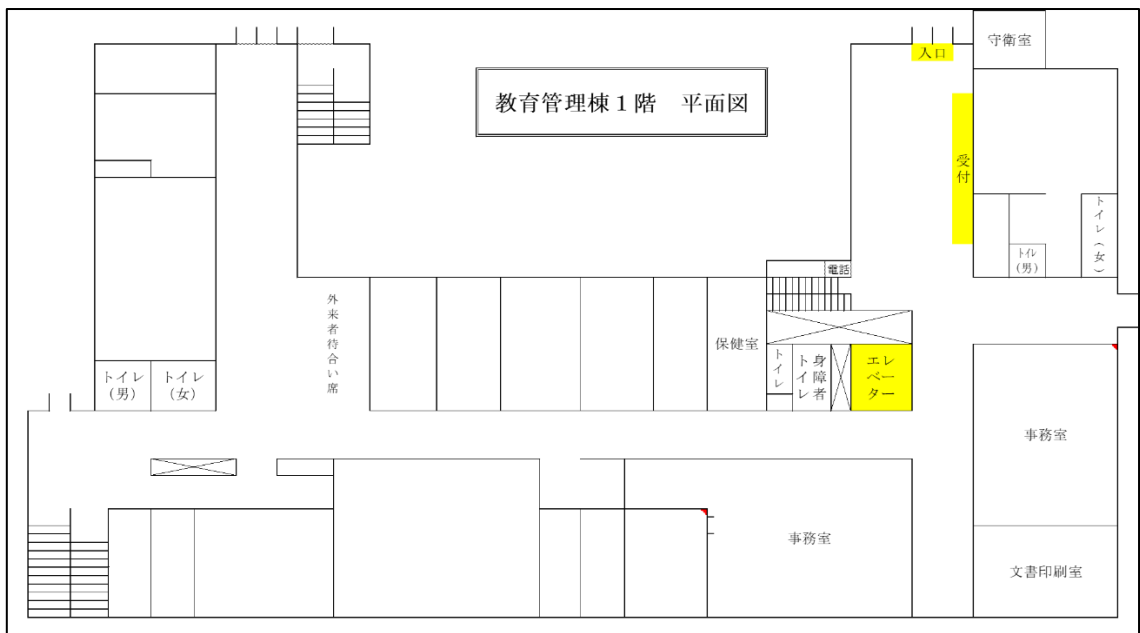 守衛室
入口
教育管理棟１階　平面図
受付
トイレ(女)
トイレ
(男)
電話
外来者待合い席
保健室
トイレ
身障者
トイレ
エレ
ベー
ター
トイレ
(男)
トイレ
(女)
事務室
事務室
文書印刷室